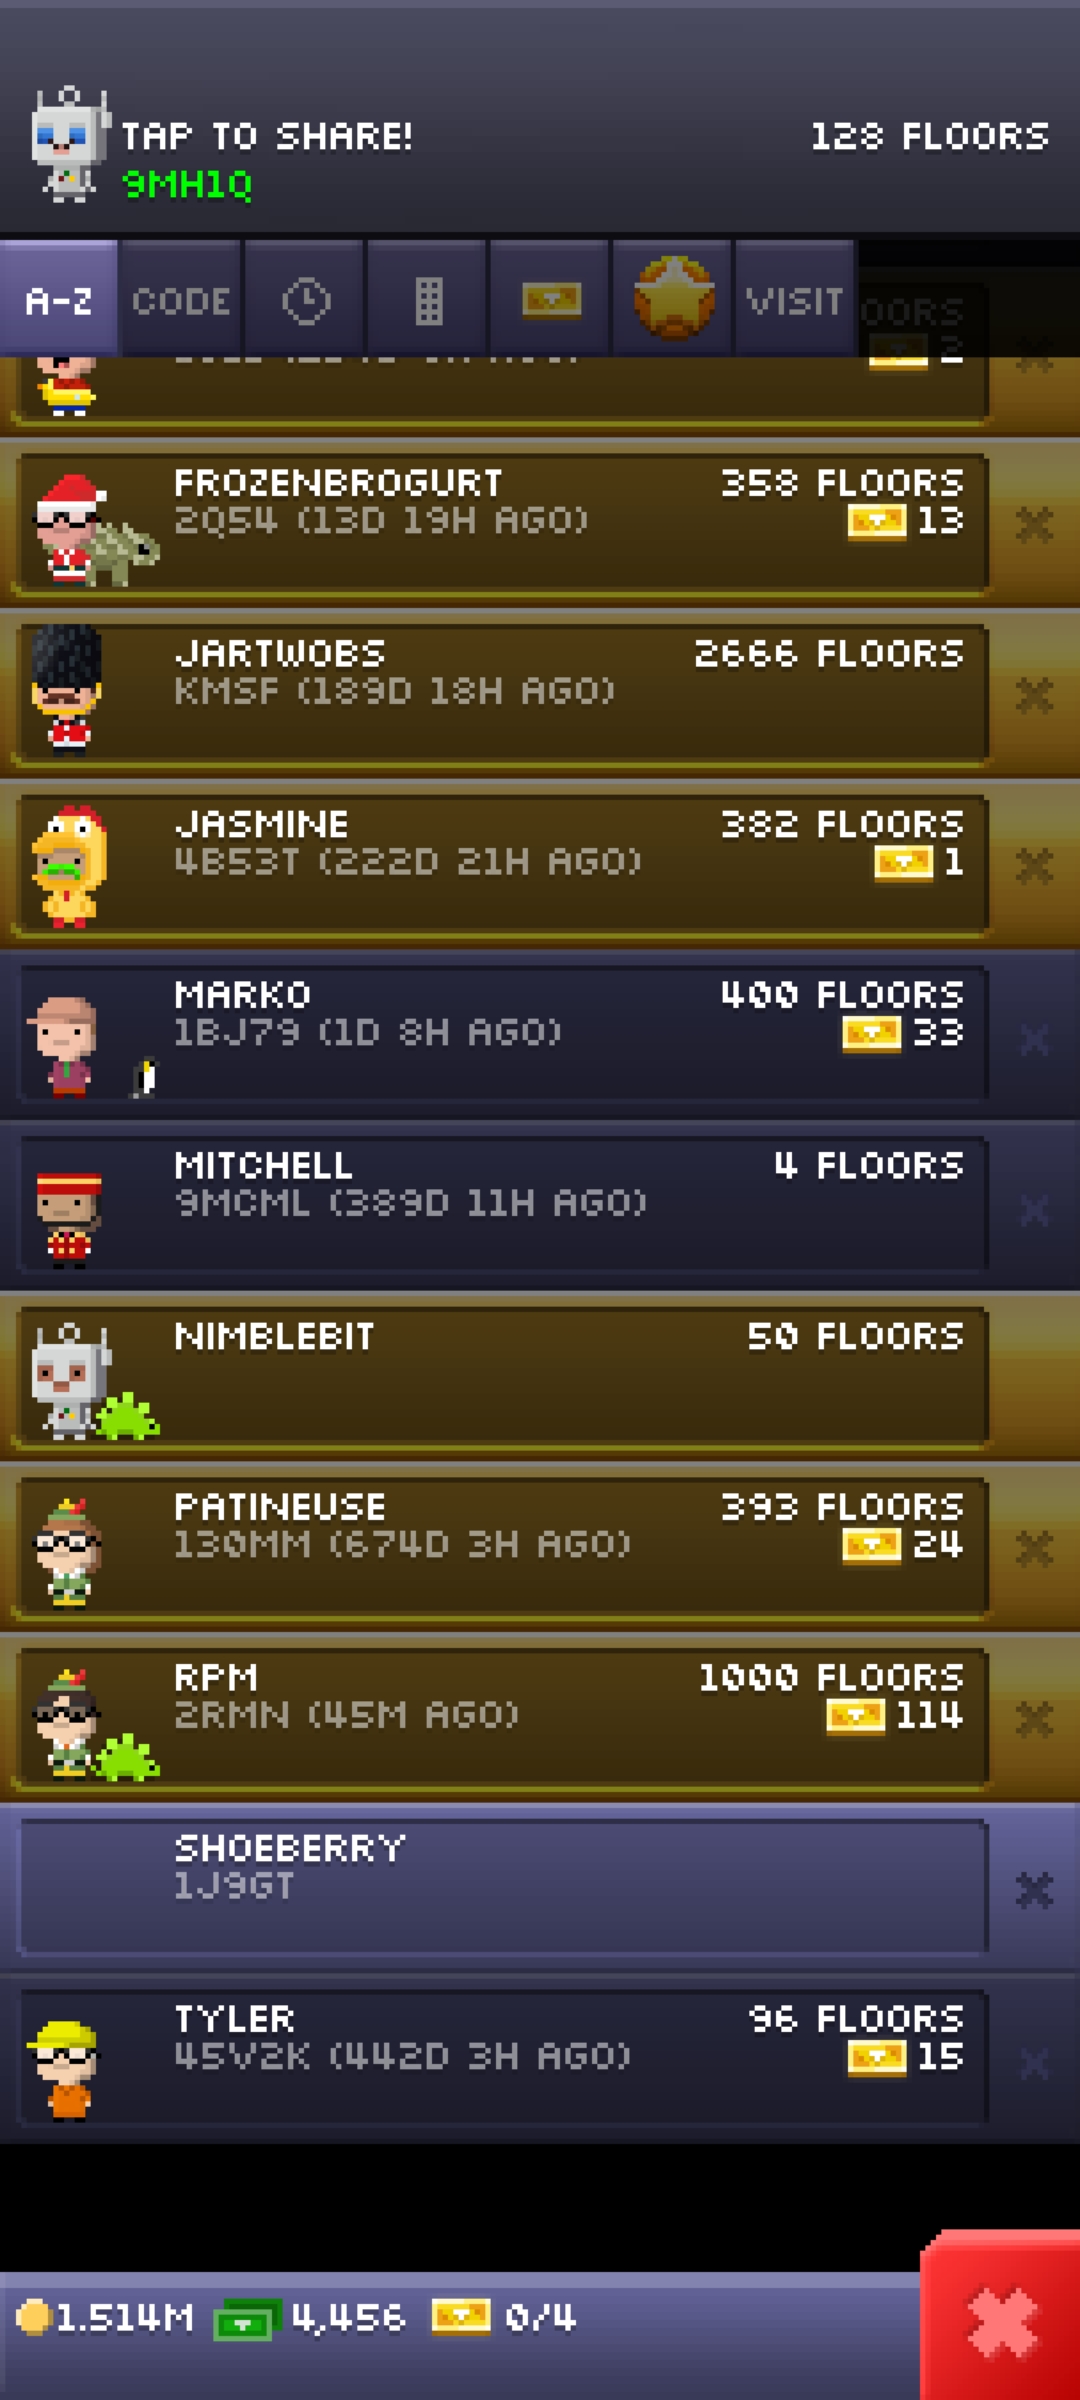 TAP TO SHARE!
128 FLOORS
9MH1Q
A-Z
CODE
VISIT
2
FROZENBROGURT
358 FLOORS
2Q54 (13D 19H AGO)
13
JARTWOBS
2666 FLOORS
KMSF (189D 18H AGO)
JASMINE
382 FLOORS
4B53T (222D 21H AGO)
1
MARKO
400 FLOORS
1BJ79 (1D 8H AGO)
33
MITCHELL
4 FLOORS
9MCML (389D 11H AGO)
NIMBLEBIT
50 FLOORS
PATINEUSE
393 FLOORS
130MM (674D 3H AGO)
24
RPM
1000 FLOORS
2RMN (45M AGO)
114
SHOEBERRY
1J9GT
TYLER
96 FLOORS
45V2K (442D 3H AGO)
15
1.514M
4,456
0/4